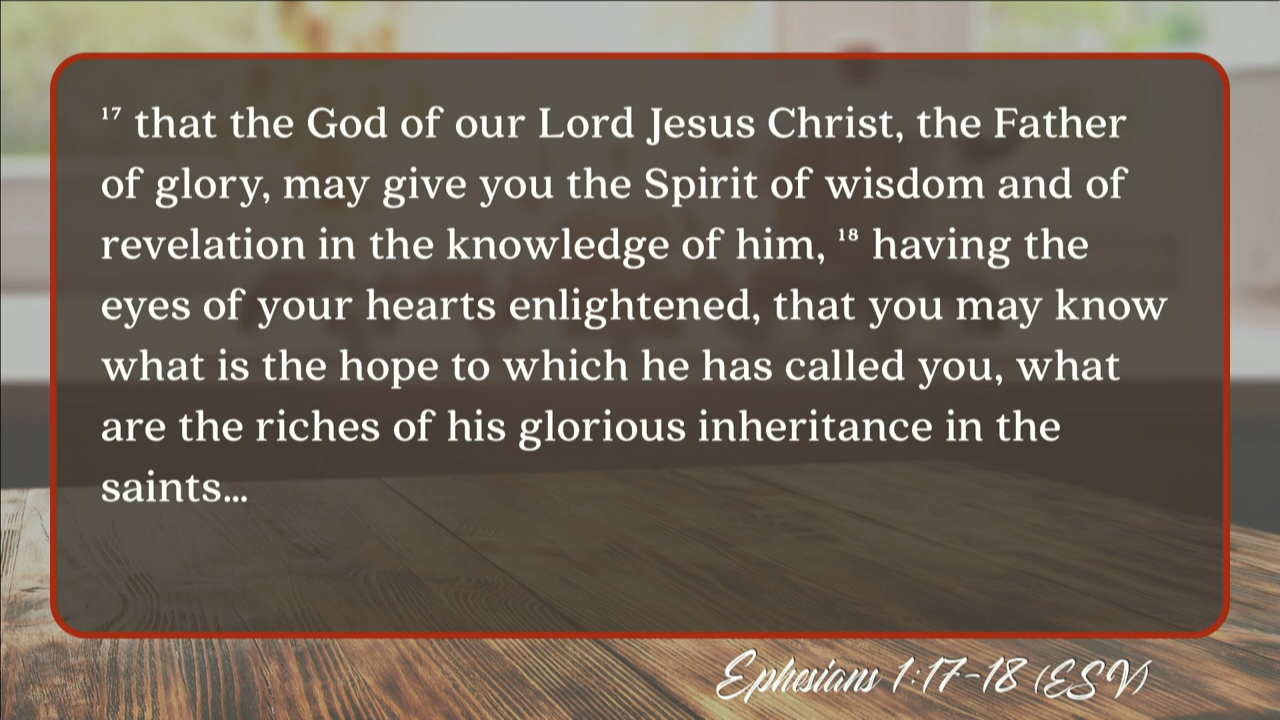 ¹⁷ that the God of our Lord Jesus Christ, the Father
of glory, may give you the Spirit of wisdom and of
revelation in the knowledge of him, ¹⁸ having the
eyes of your hearts enlightened, that you may know
what is the hope to which he has called you, what
are the riches of his glorious inheritance in the
saints...
Ephesians 1:17-18 (ESV)